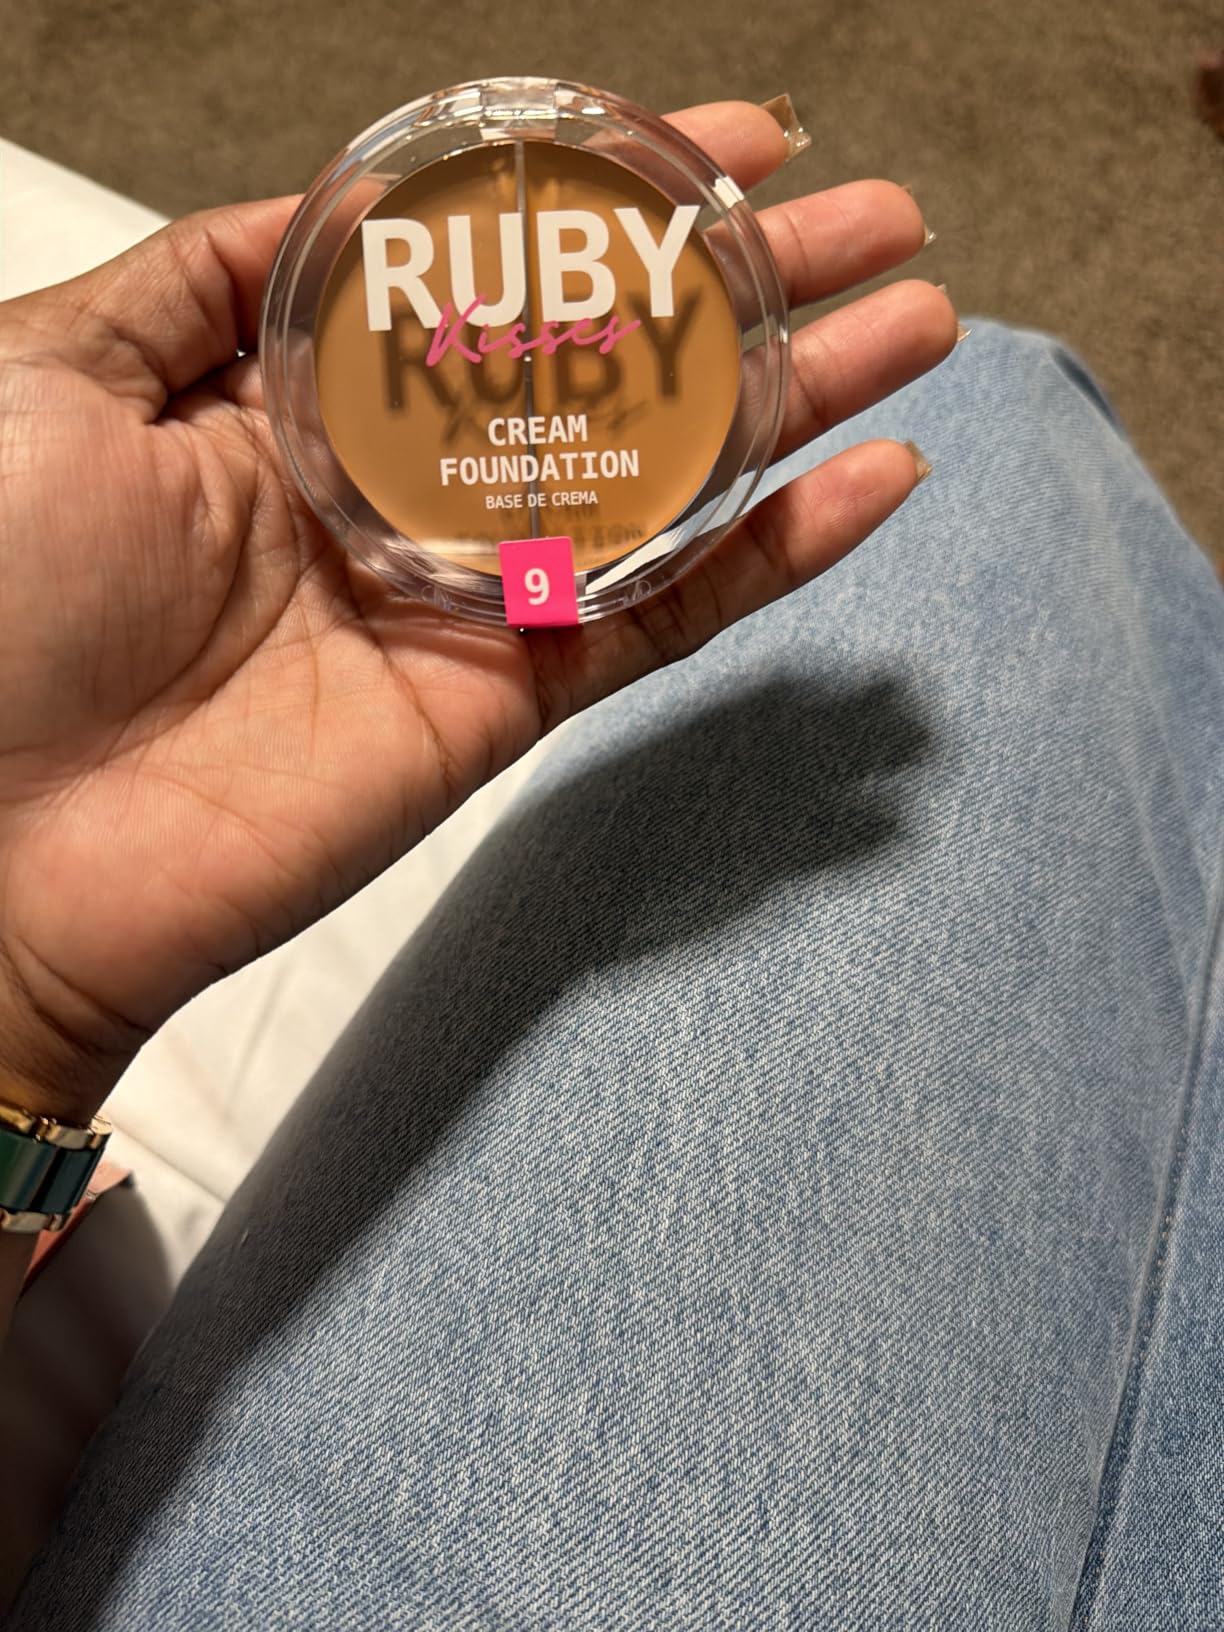 RUBY
Kisses
CREAM
FOUNDATION
BASE DE CREMA
9